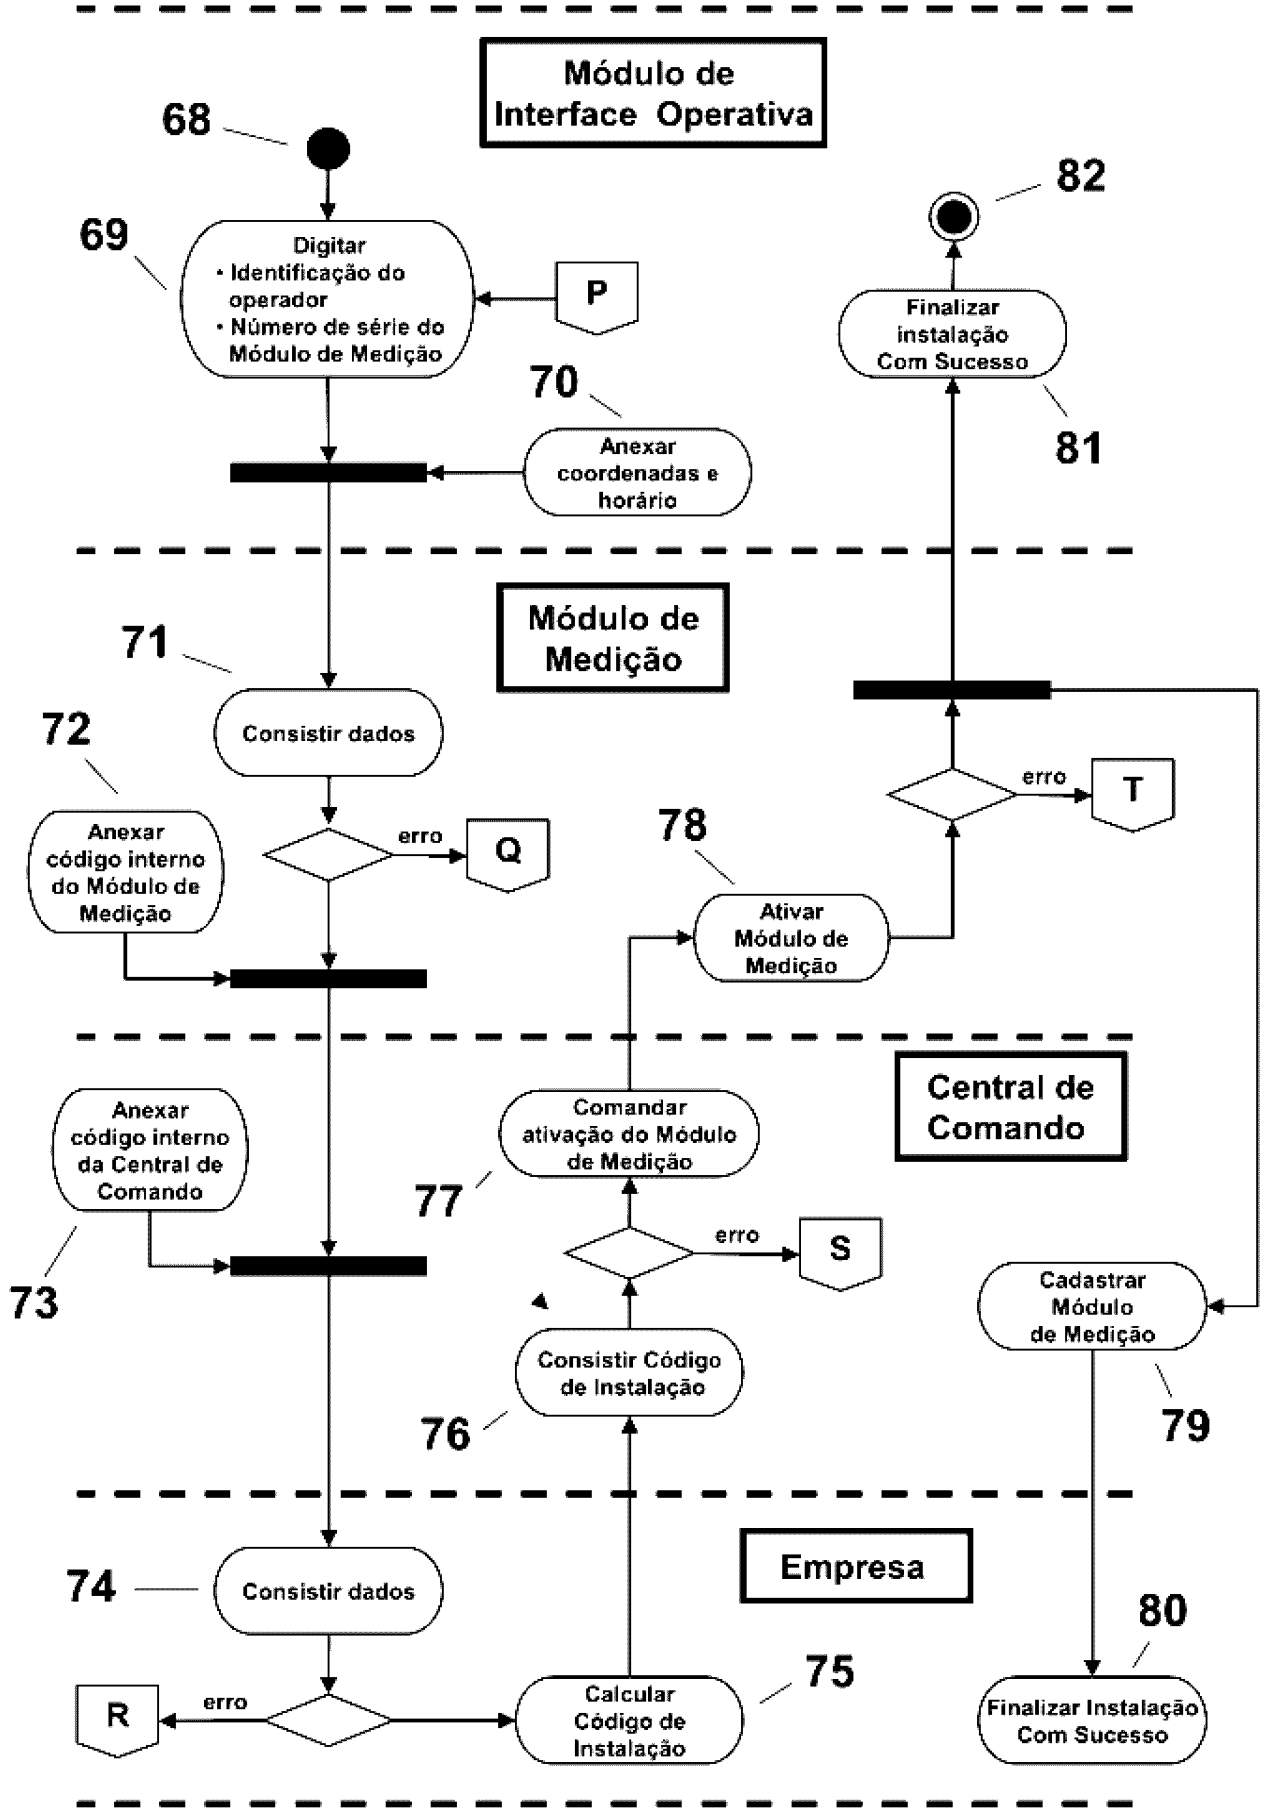 Módulo de
Interface Operativa
68
82
69
Digitar
• Identificação do
operador
• Número de série do
Módulo de Medição
P
Finalizar
instalação
Com Sucesso
70
81
Anexar
coordenadas e
horário
Módulo de
Medição
71
Consistir dados
72
Anexar
código interno
do Módulo de
Medição
erro
Q
erro
T
78
Ativar
Módulo de
Medição
Central de
Comando
Anexar
código interno
da Central de
Comando
73
Comandar
ativação do Módulo
de Medição
77
erro
S
Cadastrar
Módulo
de Medição
Consistir Código
de Instalação
76
79
Empresa
74
Consistir dados
80
R
erro
Calcular
Código de
Instalação
75
Finalizar Instalação
Com Sucesso